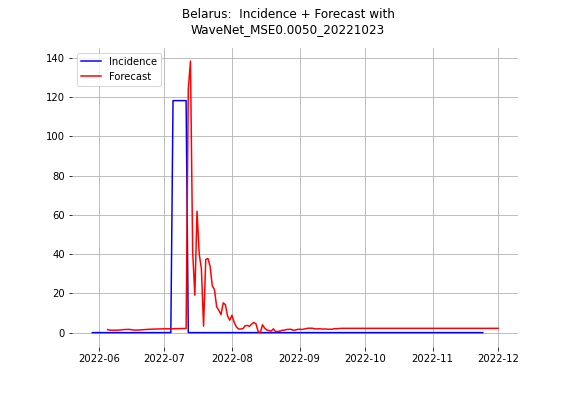 Belarus:  Incidence + Forecast with
WaveNet_MSE0.0050_20221023
Incidence
Forecast
140
120
100
80
60
40
20
0
2022-06 2022-07 2022-08 2022-09 2022-10 2022-11 2022-12